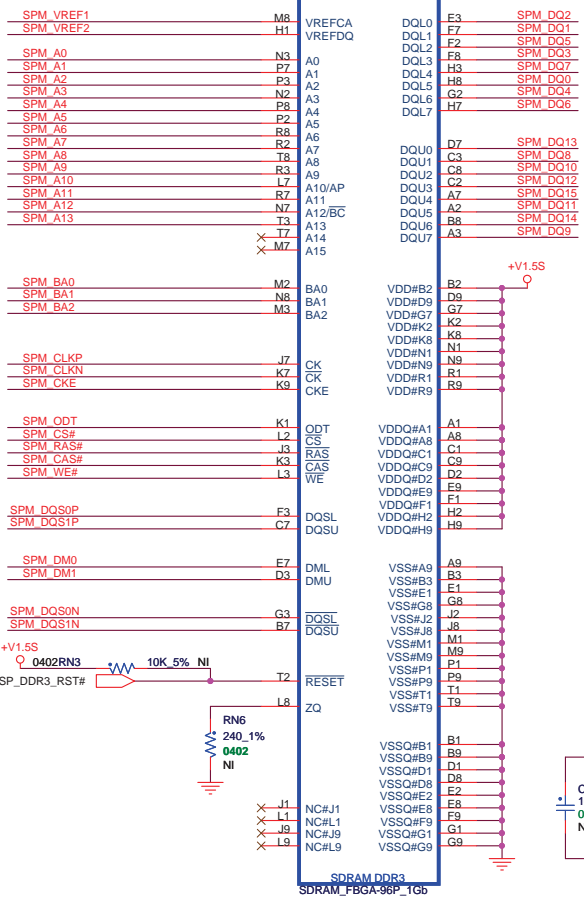 SPM_VREF1 M8 VREFCA DQL0 E3 SPM_DQ2
SPM_VREF2 H1 VREFDQ DQL1 F7 SPM_DQ1
DQL2 F2 SPM_DQ5
SPM_A0 N3 A0 DQL3 F8 SPM_DQ3
SPM_A1 P7 A1 DQL4 H3 SPM_DQ7
SPM_A2 P3 A2 DQL5 H8 SPM_DQ0
SPM_A3 N2 A3 DQL6 G2 SPM_DQ4
SPM_A4 P8 A4 DQL7 H7 SPM_DQ6
SPM_A5 P2 A5
SPM_A6 R8 A6
SPM_A7 R2 A7 DQU0 D7 SPM_DQ13
SPM_A8 T8 A8 DQU1 C3 SPM_DQ8
SPM_A9 R3 A9 DQU2 C8 SPM_DQ10
SPM_A10 L7 A10/AP DQU3 C2 SPM_DQ12
SPM_A11 R7 A11 DQU4 A7 SPM_DQ15
SPM_A12 N7 A12/BC DQU5 A2 SPM_DQ11
SPM_A13 T3 A13 DQU6 B8 SPM_DQ14
T7 A14 DQU7 A3 SPM_DQ9
M7 A15
+V1.5S
SPM_BA0 M2 BA0 VDD#B2 B2
SPM_BA1 N8 BA1 VDD#D9 D9
SPM_BA2 M3 BA2 VDD#G7 G7
VDD#K2 K2
VDD#K8 K8
VDD#N1 N1
SPM_CLKP J7 CK VDD#N9 N9
SPM_CLKN K7 CK VDD#R1 R1
SPM_CKE K9 CKE VDD#R9 R9
SPM_ODT K1 ODT VDDQ#A1 A1
SPM_CS# L2 CS VDDQ#A8 A8
SPM_RAS# J3 RAS VDDQ#C1 C1
SPM_CAS# K3 CAS VDDQ#C9 C9
SPM_WE# L3 WE VDDQ#D2 D2
VDDQ#E9 E9
VDDQ#F1 F1
SPM_DQS0P F3 DQSL VDDQ#H2 H2
SPM_DQS1P C7 DQSU VDDQ#H9 H9
SPM_DM0 E7 DML VSS#A9 A9
SPM_DM1 D3 DMU VSS#B3 B3
VSS#E1 E1
VSS#G8 G8
SPM_DQS0N G3 DQSL VSS#J2 J2
SPM_DQS1N B7 DQSU VSS#J8 J8
VSS#M1 M1
+V1.5S VSS#M9 M9
0402RN3 10K_5% NI VSS#P1 P1
SP_DDR3_RST# T2 RESET VSS#P9 P9
VSS#T1 T1
L8 ZQ VSS#T9 T9
RN6
240_1%
0402
NI
VSSQ#B1 B1
VSSQ#B9 B9
VSSQ#D1 D1
VSSQ#D8 D8
VSSQ#E2 E2
J1 NC#J1 VSSQ#E8 E8
L1 NC#L1 VSSQ#F9 F9
J9 NC#J9 VSSQ#G1 G1
L9 NC#L9 VSSQ#G9 G9
SDRAM DDR3
SDRAM_FBGA-96P_1Gb